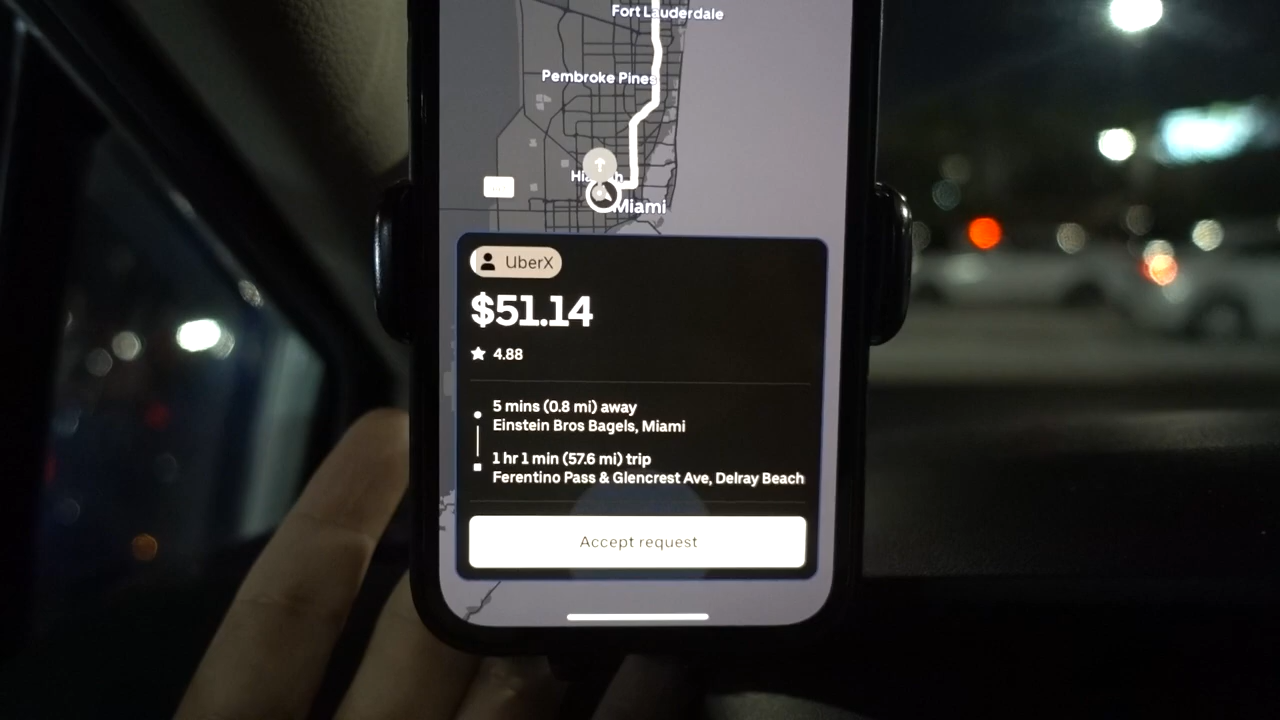 Fort Lauderdale
Pembroke Pines
Miami
UberX
$51.14
4.88
5 mins (0.8 mi) away
Einstein Bros Bagels, Miami
1 hr 1 min (57.6 mi) trip
Ferentino Pass & Glencrest Ave, Delray Beach
Accept request